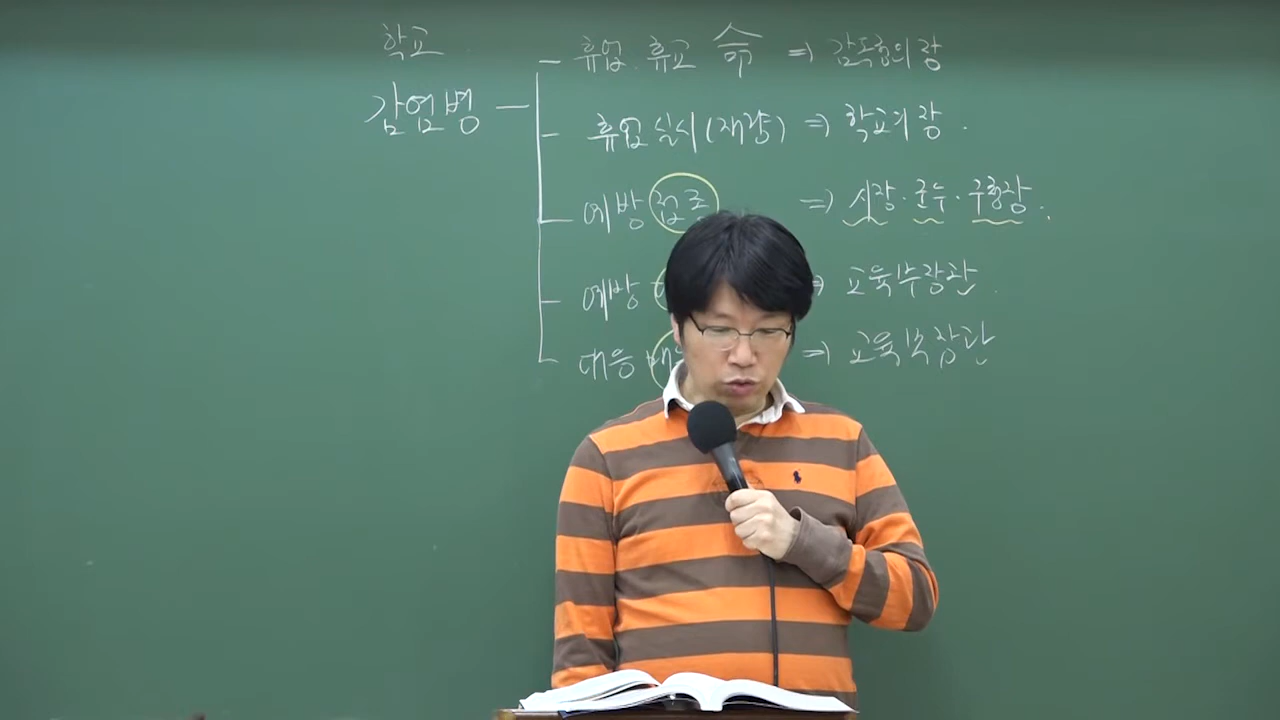 학교
감염병
휴업. 휴교 命 ⇒ 감독청의 장
휴업 실시(재량) ⇒ 학교의 장.
예방 접종 ⇒ 시장·군수·구청장.
예방 ⇒ 교육부장관.
대응 ⇒ 교육부장관